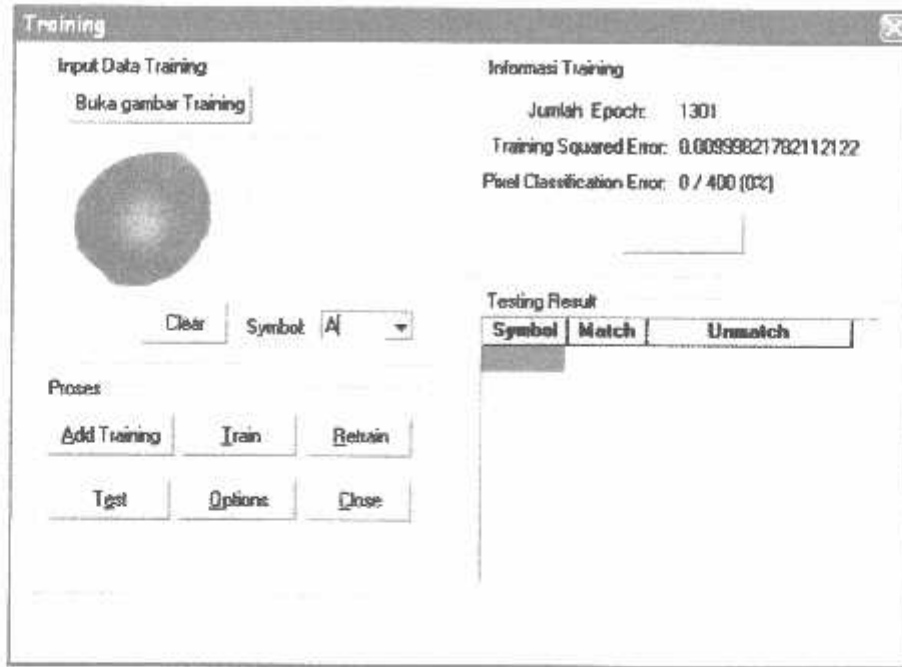 Training
Input Data Training
Buka gambar Training
Clear
Symbol: A
Proses
Add Training Train Retrain
Test Options Close
Informasi Training
Jumlah Epoch: 1301
Training Squared Error: 0.00999821782112122
Pixel Classification Error: 0 / 400 (0%)
Testing Result
Symbol Match Unmatch